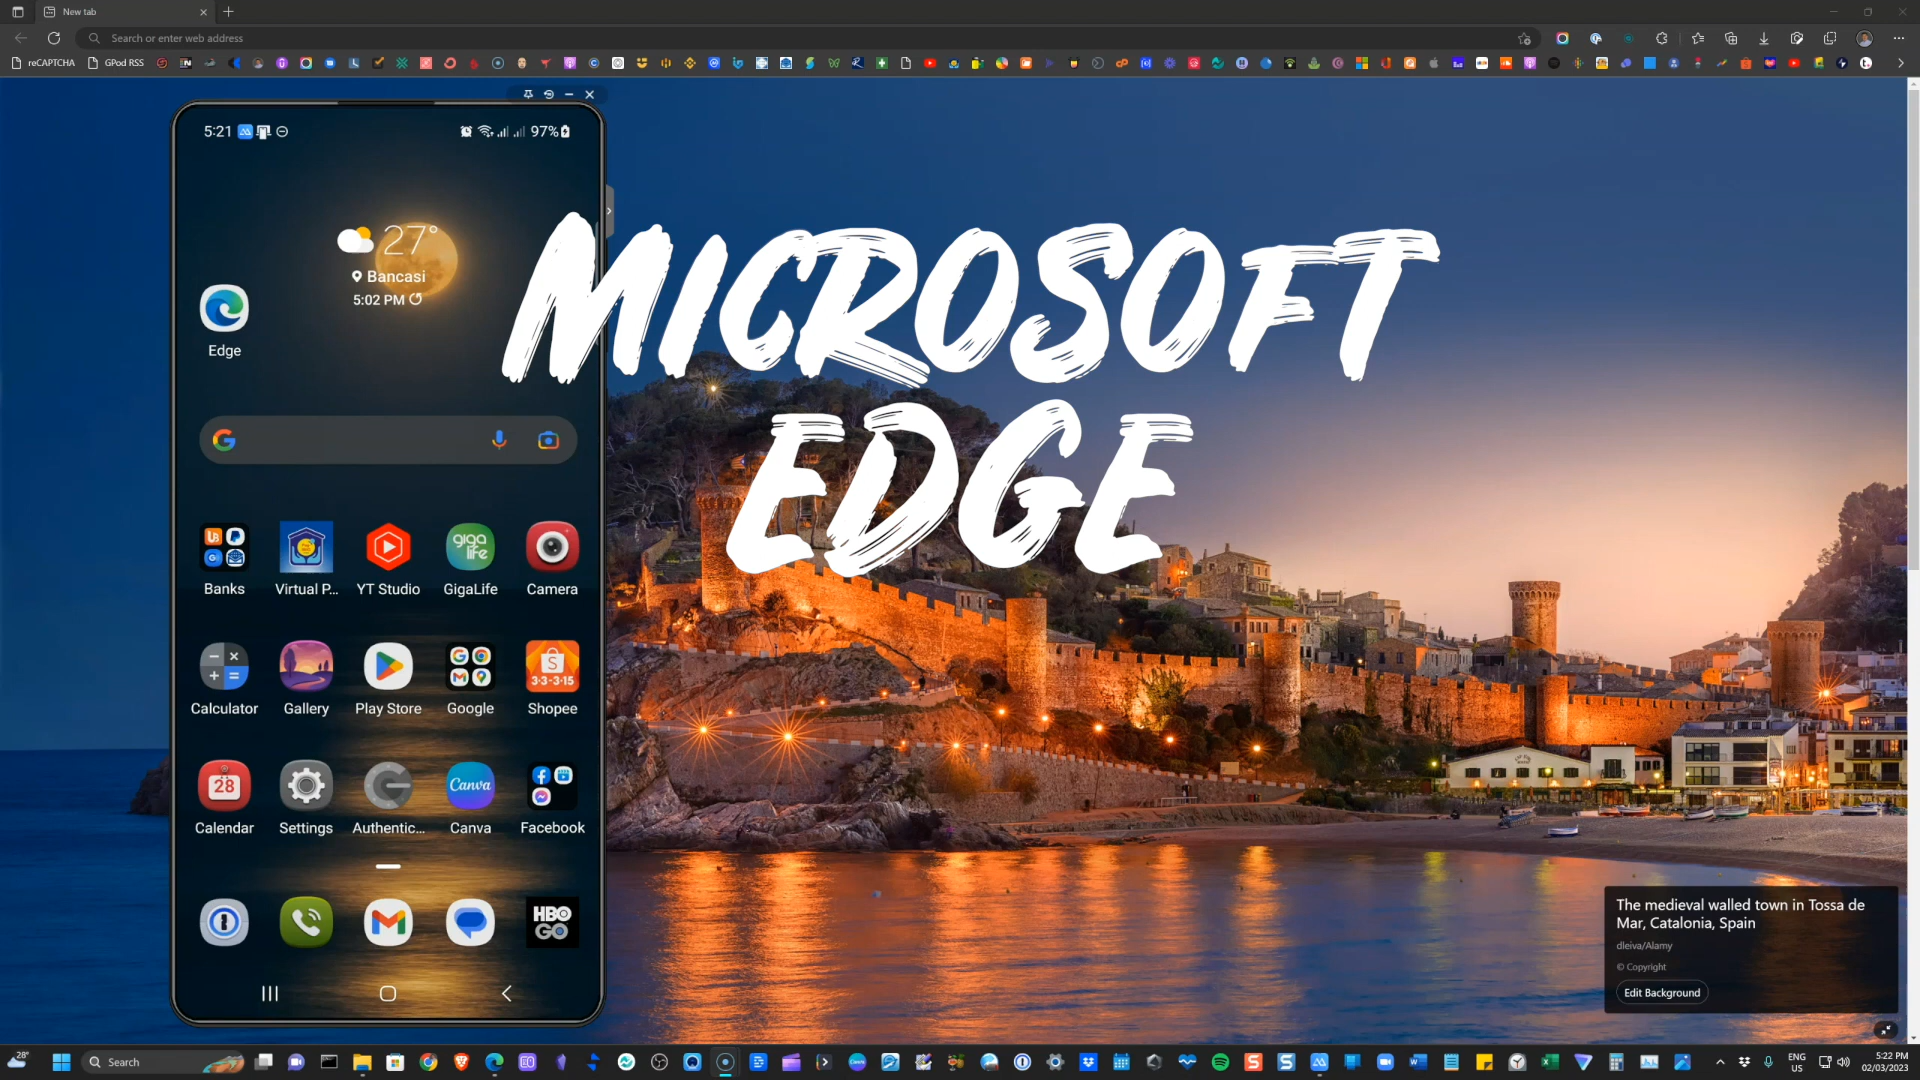 New tab
Search or enter web address
reCAPTCHA
GPod RSS
5:21
97%
27°
Bancasi
5:02 PM
Edge
MICROSOFT
EDGE
Banks
Virtual P...
YT Studio
giga
life
GigaLife
Camera
Calculator
Gallery
Play Store
Google
S
3·3-3·15
Shopee
28
Calendar
Settings
Authentic...
Canva
Canva
Facebook
HBO
GO
The medieval walled town in Tossa de
Mar, Catalonia, Spain
dleiva/Alamy
© Copyright
Edit Background
28°
Search
ENG
US
5:22 PM
02/03/2023